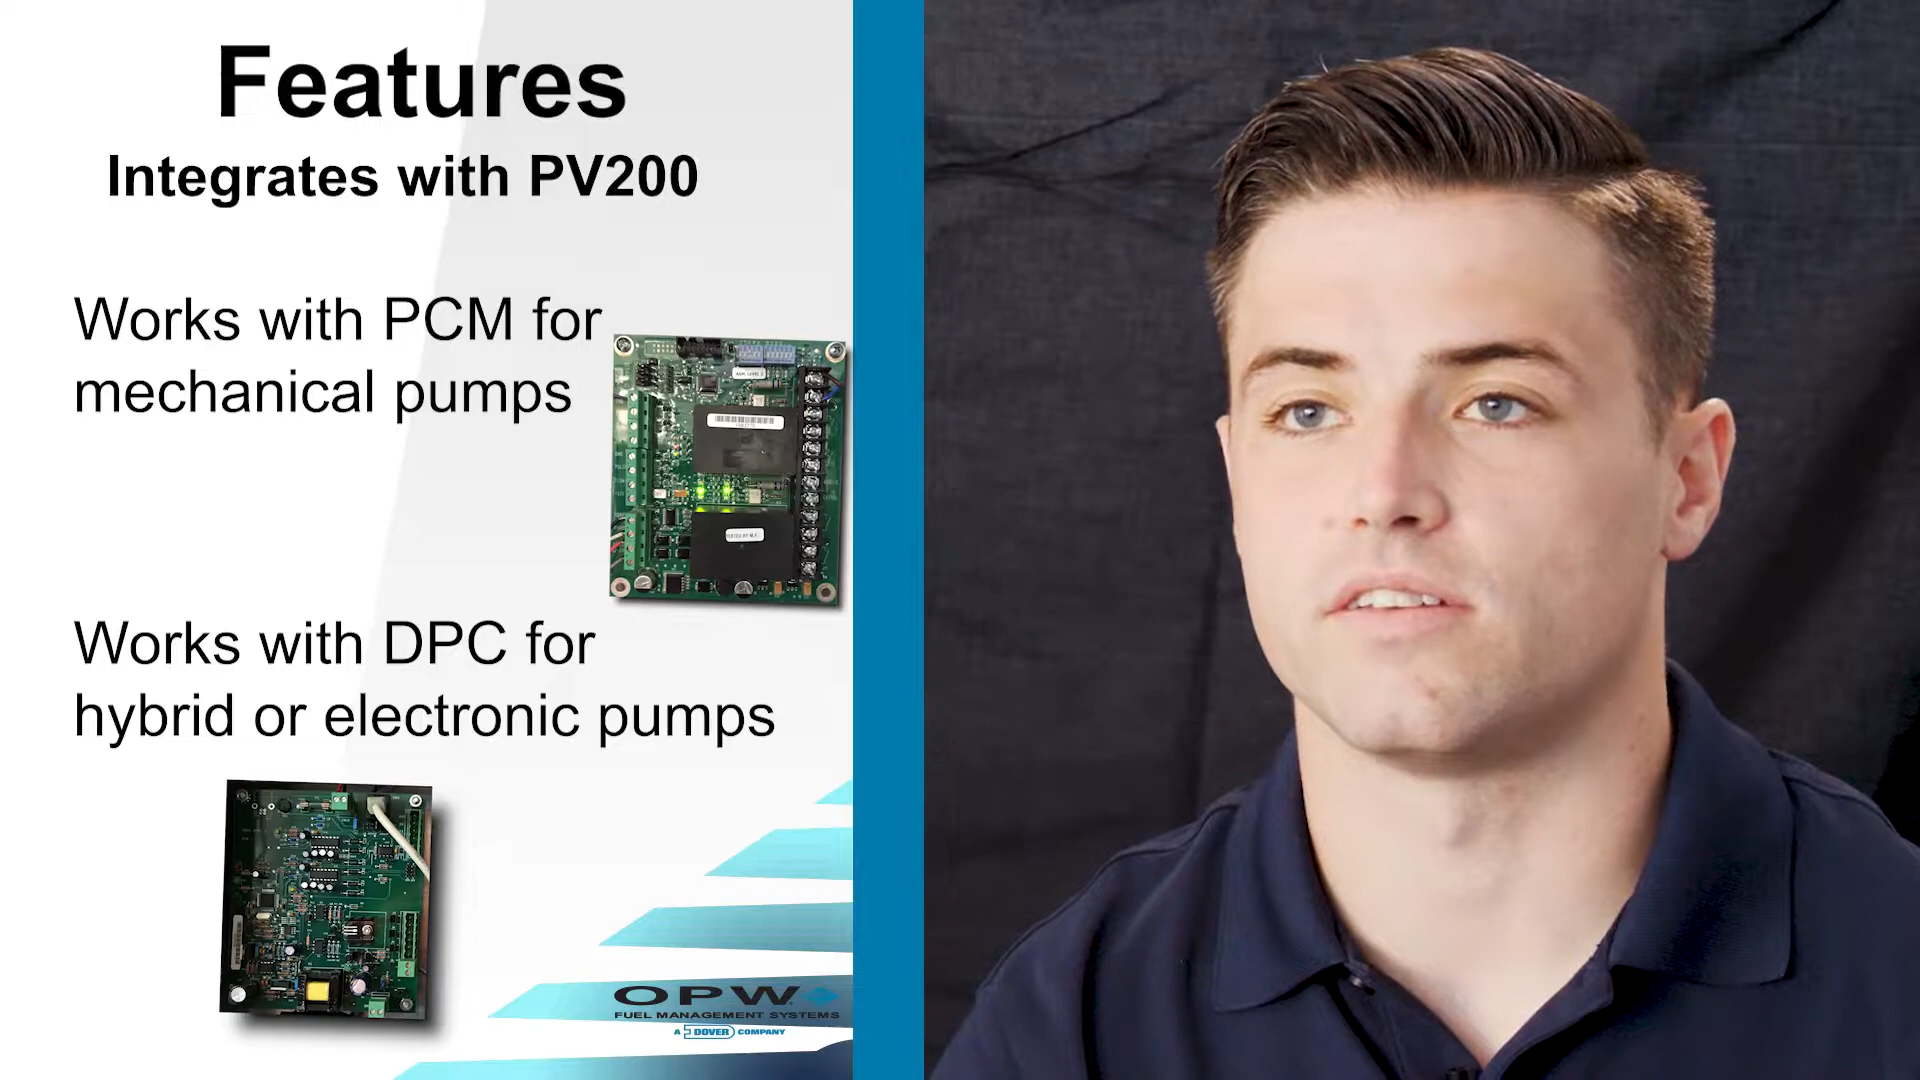 Features
Integrates with PV200
Works with PCM for
mechanical pumps
Works with DPC for
hybrid or electronic pumps
OPW
FUEL MANAGEMENT SYSTEMS
A DOVER COMPANY